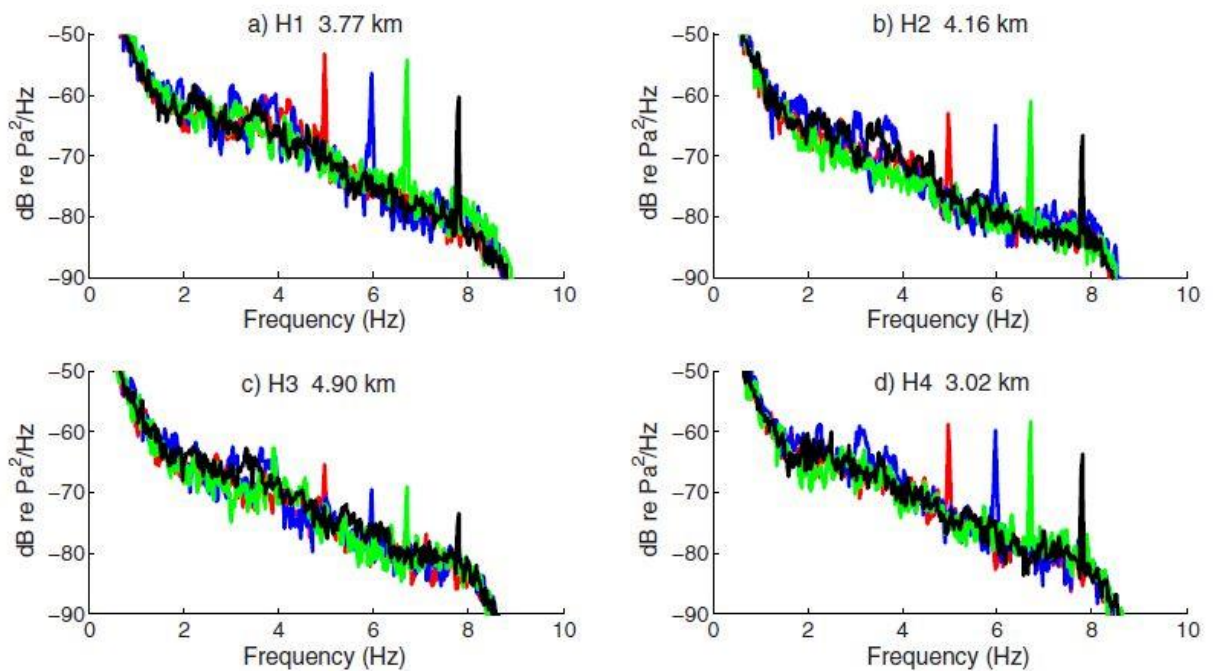 a) H1 3.77 km
−50
−60
−70
−80
−90
dB re Pa²/Hz
0 2 4 6 8 10
Frequency (Hz)
b) H2 4.16 km
−50
−60
−70
−80
−90
dB re Pa²/Hz
0 2 4 6 8 10
Frequency (Hz)
c) H3 4.90 km
−50
−60
−70
−80
−90
dB re Pa²/Hz
0 2 4 6 8 10
Frequency (Hz)
d) H4 3.02 km
−50
−60
−70
−80
−90
dB re Pa²/Hz
0 2 4 6 8 10
Frequency (Hz)